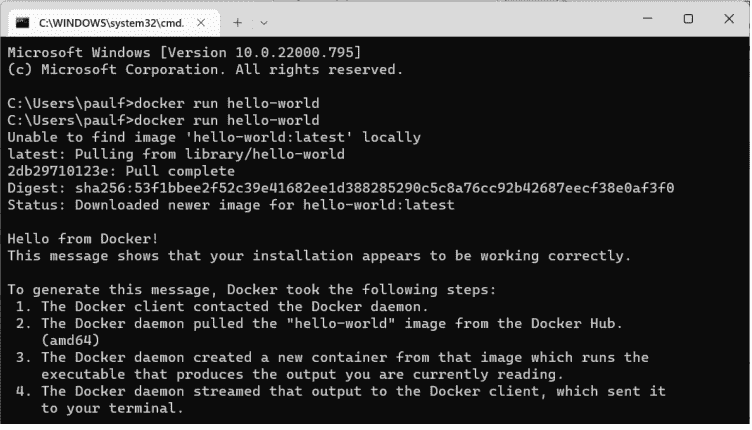 C:\WINDOWS\system32\cmd.
Microsoft Windows [Version 10.0.22000.795]
(c) Microsoft Corporation. All rights reserved.
C:\Users\paulf>docker run hello-world
C:\Users\paulf>docker run hello-world
Unable to find image 'hello-world:latest' locally
latest: Pulling from library/hello-world
2db29710123e: Pull complete
Digest: sha256:53f1bbee2f52c39e41682ee1d388285290c5c8a76cc92b42687eecf38e0af3f0
Status: Downloaded newer image for hello-world:latest
Hello from Docker!
This message shows that your installation appears to be working correctly.
To generate this message, Docker took the following steps:
1. The Docker client contacted the Docker daemon.
2. The Docker daemon pulled the "hello-world" image from the Docker Hub.
(amd64)
3. The Docker daemon created a new container from that image which runs the
executable that produces the output you are currently reading.
4. The Docker daemon streamed that output to the Docker client, which sent it
to your terminal.